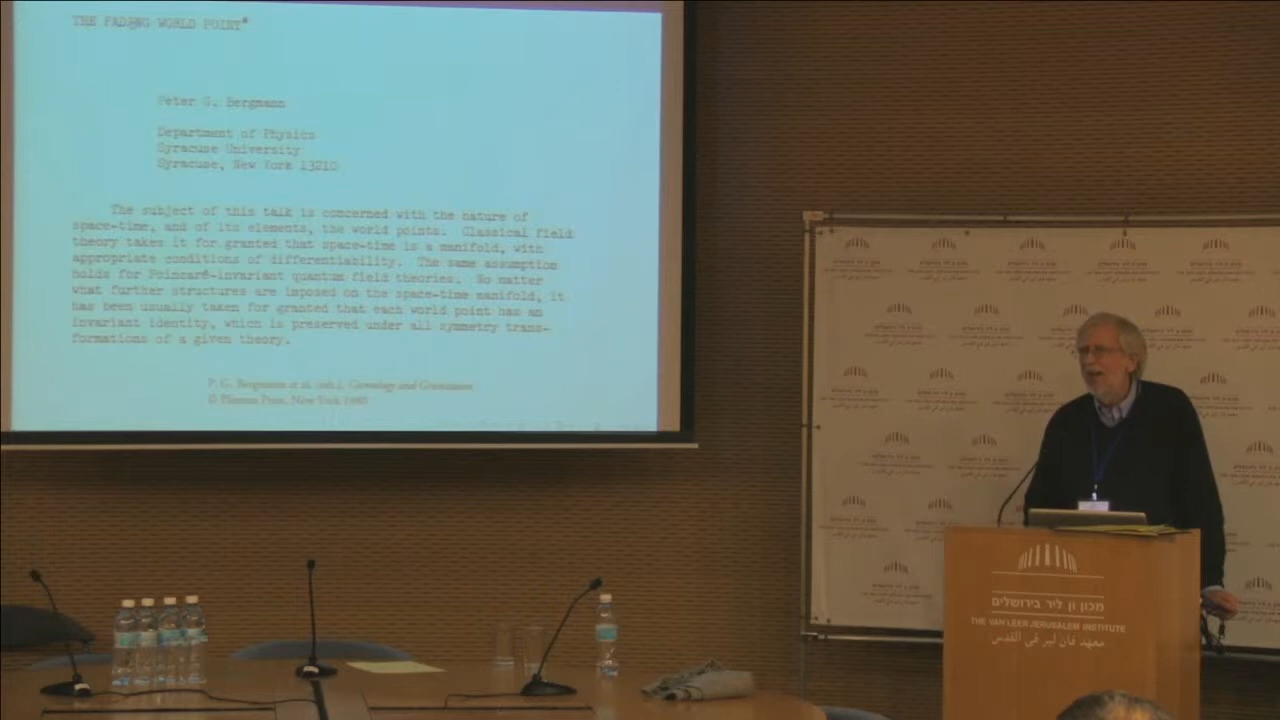 THE FADING WORLD POINT*
Peter G. Bergmann
Department of Physics
Syracuse University
Syracuse, New York 13210
The subject of this talk is concerned with the nature of
space-time, and of its elements, the world points. Classical field
theory takes it for granted that space-time is a manifold, with
appropriate conditions of differentiability. The same assumption
holds for Poincaré-invariant quantum field theories. No matter
what further structures are imposed on the space-time manifold, it
has been usually taken for granted that each world point has an
invariant identity, which is preserved under all symmetry trans-
formations of a given theory.
P. G. Bergmann et al. (eds.), Cosmology and Gravitation
© Plenum Press, New York 1980
מכון ון ליר בירושלים
THE VAN LEER JERUSALEM INSTITUTE
معهد فان لير في القدس